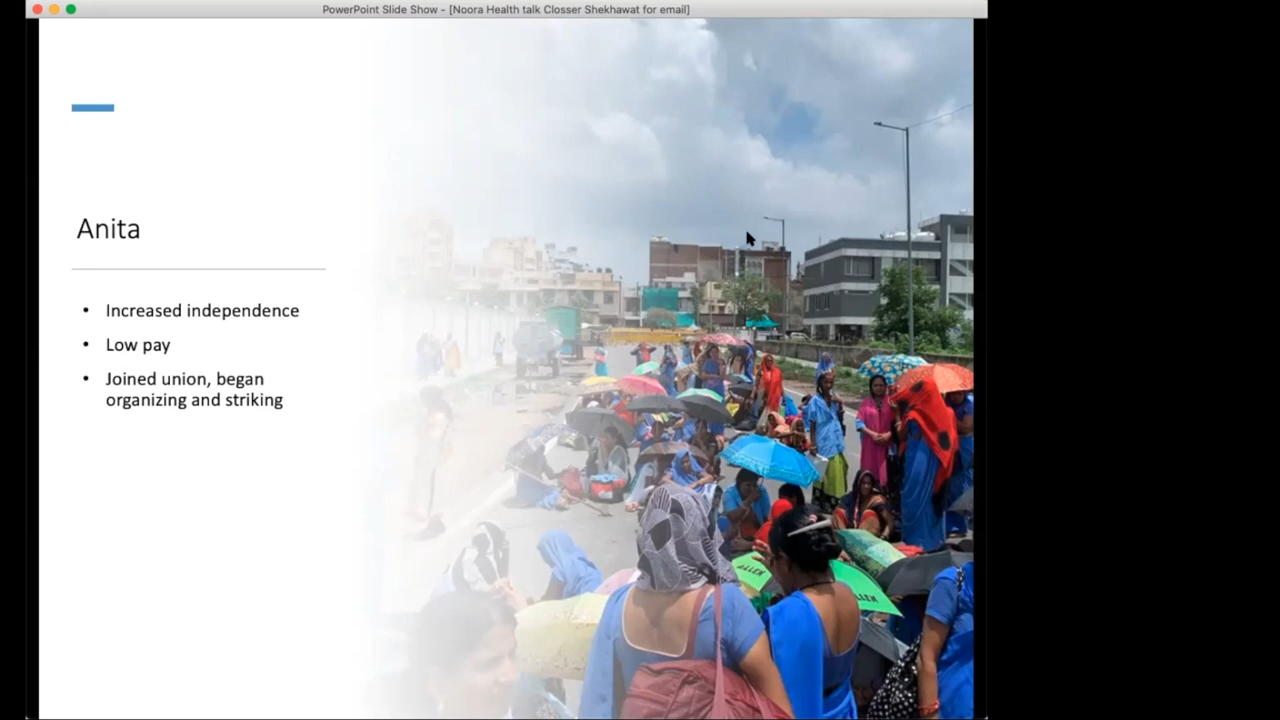 PowerPoint Slide Show - [Noora Health talk Closser Shekhawat for email]
Anita
• Increased independence
• Low pay
• Joined union, began
organizing and striking
ALLEN